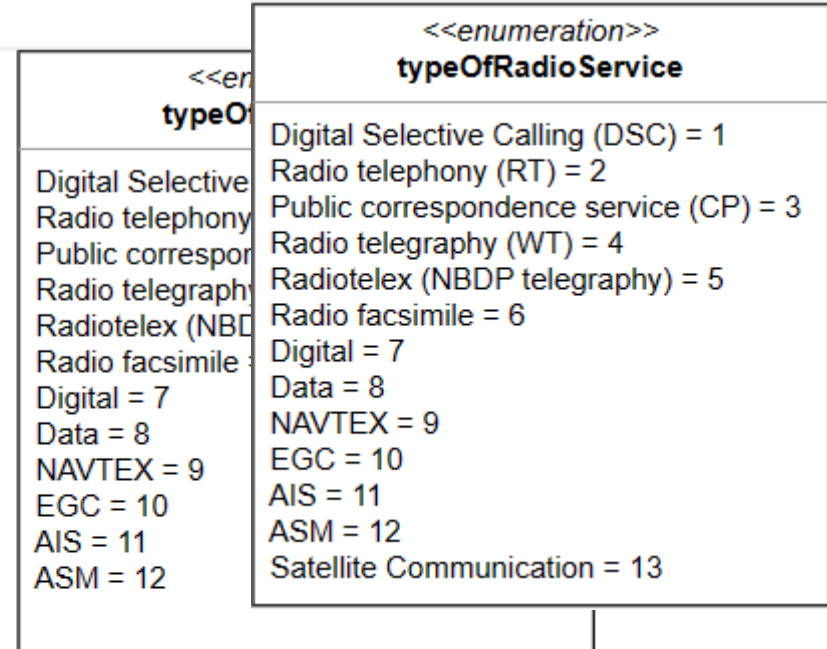 <<enumeration>>
typeOfRadioService
Digital Selective Calling (DSC) = 1
Radio telephony (RT) = 2
Public correspondence service (CP) = 3
Radio telegraphy (WT) = 4
Radiotelex (NBDP telegraphy) = 5
Radio facsimile = 6
Digital = 7
Data = 8
NAVTEX = 9
EGC = 10
AIS = 11
ASM = 12
Satellite Communication = 13
<<en
typeOf
Digital Selective
Radio telephony
Public correspon
Radio telegraphy
Radiotelex (NBD
Radio facsimile =
Digital = 7
Data = 8
NAVTEX = 9
EGC = 10
AIS = 11
ASM = 12